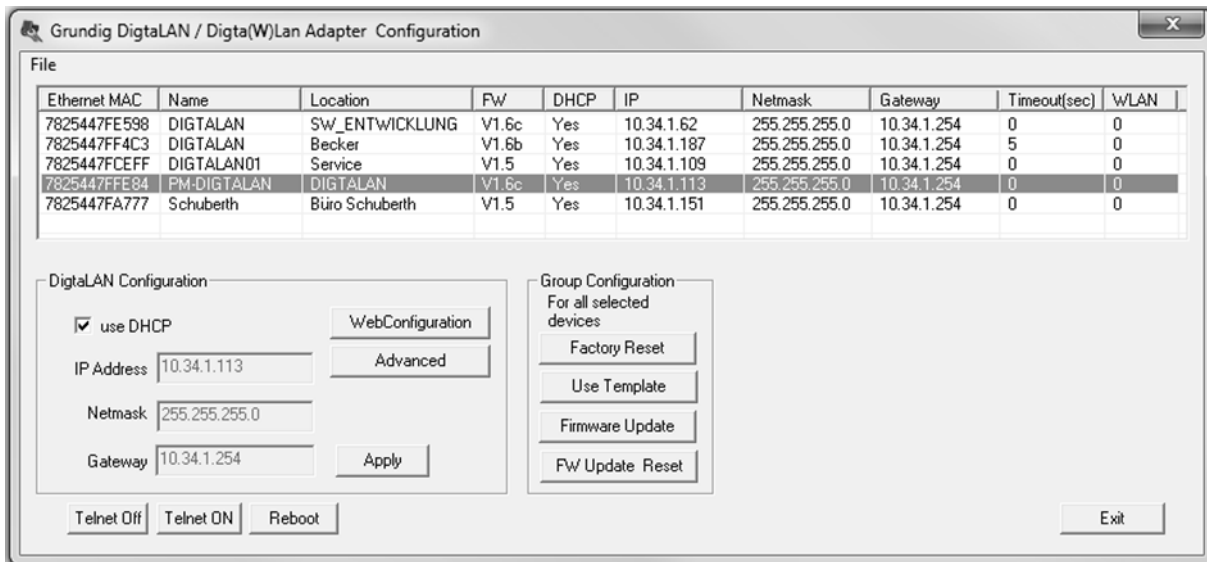 Grundig DigtaLAN / Digta(W)Lan Adapter Configuration
File
Ethernet MAC Name Location FW DHCP IP Netmask Gateway Timeout(sec) WLAN
7825447FE598 DIGTALAN SW_ENTWICKLUNG V1.6c Yes 10.34.1.62 255.255.255.0 10.34.1.254 0 0
7825447FF4C3 DIGTALAN Becker V1.6b Yes 10.34.1.187 255.255.255.0 10.34.1.254 5 0
7825447FCEFF DIGTALAN01 Service V1.5 Yes 10.34.1.109 255.255.255.0 10.34.1.254 0 0
7825447FFE84 PM-DIGTALAN DIGTALAN V1.6c Yes 10.34.1.113 255.255.255.0 10.34.1.254 0 0
7825447FA777 Schuberth Büro Schuberth V1.5 Yes 10.34.1.151 255.255.255.0 10.34.1.254 0 0
DigtaLAN Configuration
use DHCP
WebConfiguration
Advanced
IP Address 10.34.1.113
Netmask 255.255.255.0
Gateway 10.34.1.254
Apply
Group Configuration
For all selected
devices
Factory Reset
Use Template
Firmware Update
FW Update Reset
Telnet Off Telnet ON Reboot
Exit